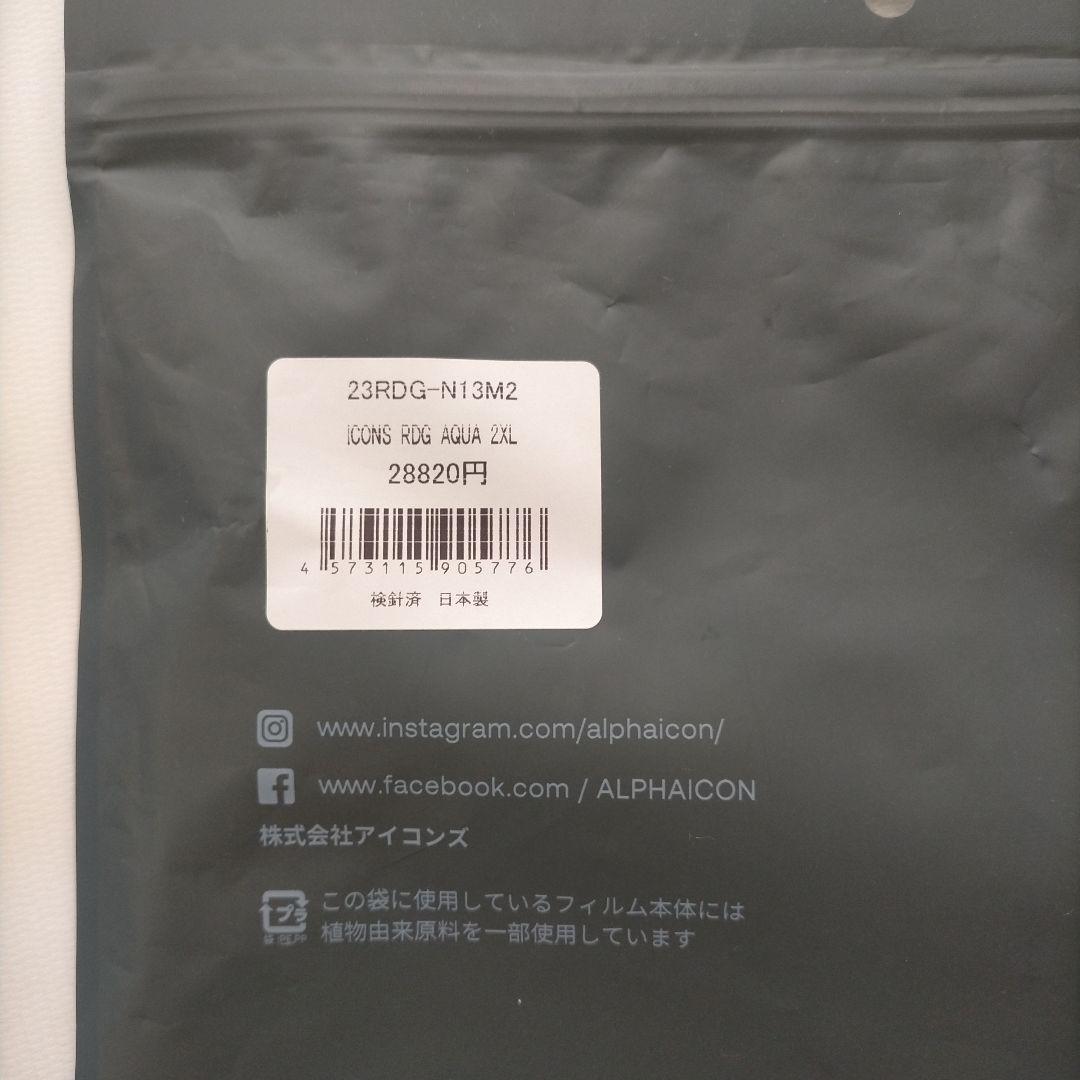 23RDG-N13M2
ICONS RDG AQUA 2XL
28820円
4 573115 905776
検針済 日本製
www.instagram.com/alphaicon/
www.facebook.com / ALPHAICON
株式会社アイコンズ
プラ
袋:PE,PP
この袋に使用しているフィルム本体には
植物由来原料を一部使用しています